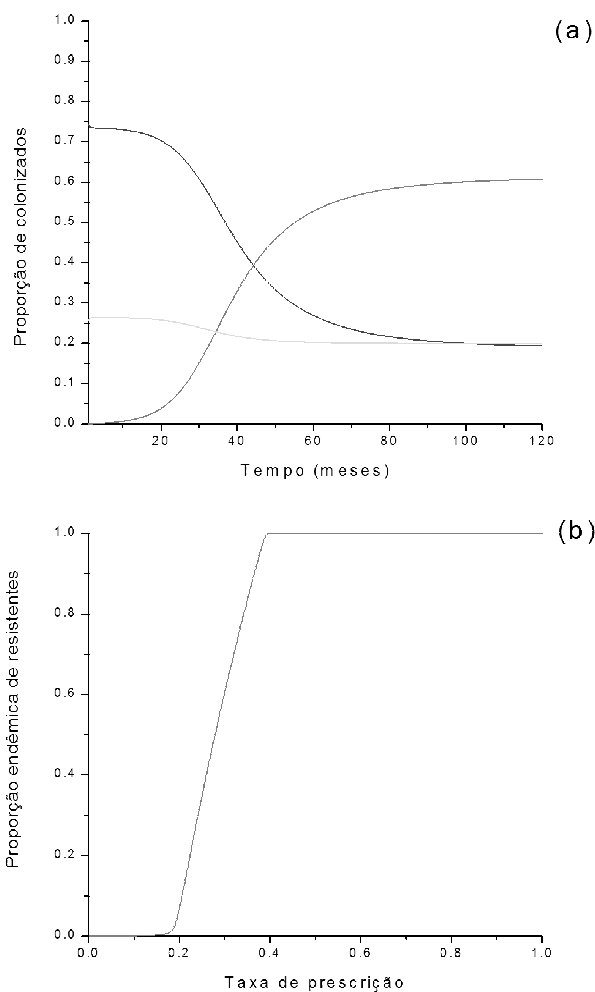 (a)
Proporção de colonizados
1.0
0.9
0.8
0.7
0.6
0.5
0.4
0.3
0.2
0.1
0.0
20 40 60 80 100 120
Tempo (meses)
(b)
Proporção endêmica de resistentes
1.0
0.8
0.6
0.4
0.2
0.0
0.0 0.2 0.4 0.6 0.8 1.0
Taxa de prescrição